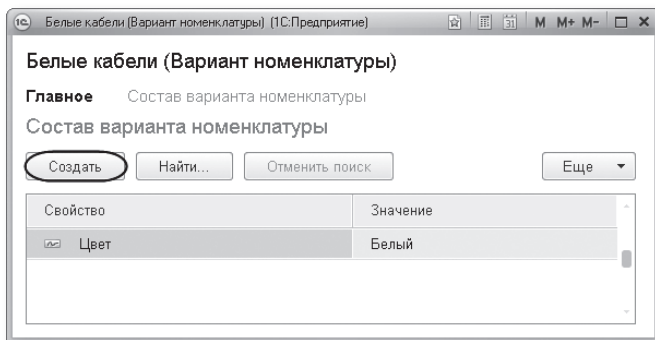 Белые кабели (Вариант номенклатуры) (1С:Предприятие) M M+ M-
Белые кабели (Вариант номенклатуры)
Главное Состав варианта номенклатуры
Состав варианта номенклатуры
Создать Найти... Отменить поиск Еще
Свойство Значение
Цвет Белый